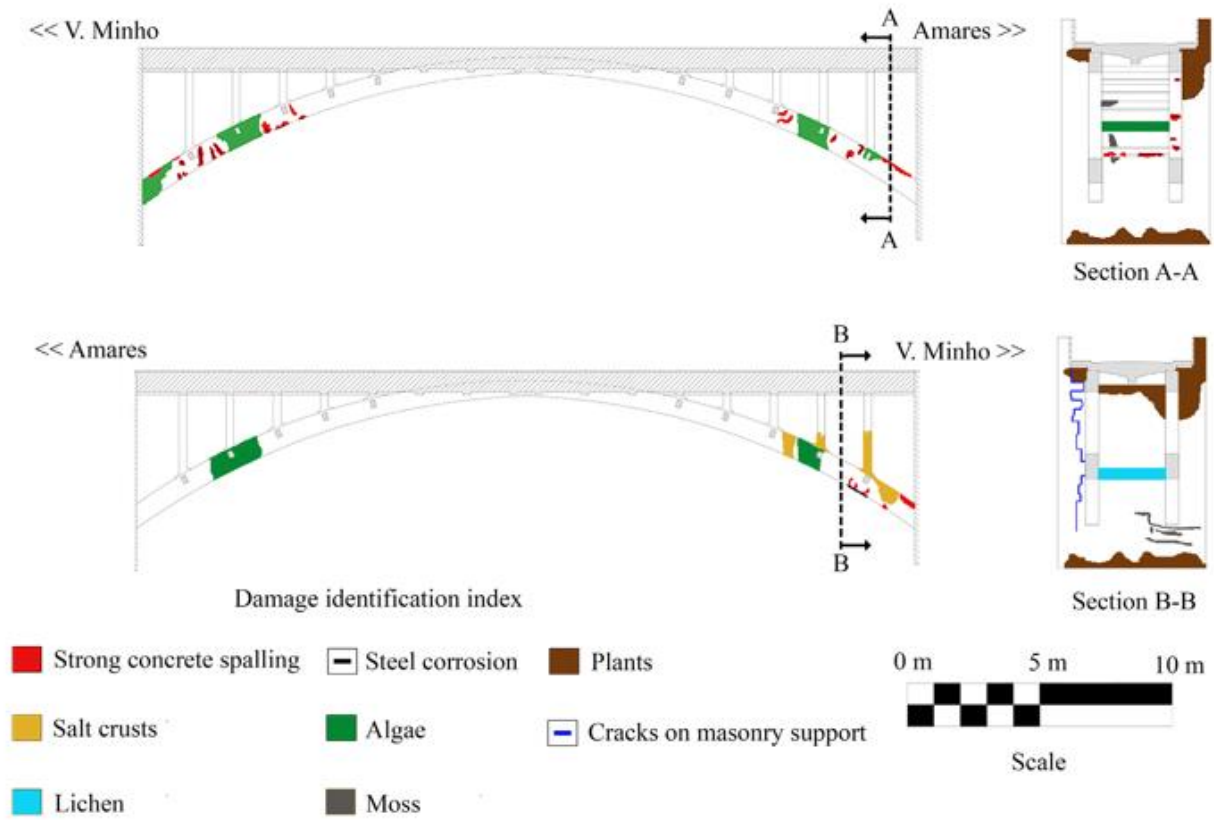 << V. Minho
A
Amares >>
A
Section A-A
<< Amares
B
V. Minho >>
B
Section B-B
Damage identification index
Strong concrete spalling
Steel corrosion
Plants
Salt crusts
Algae
Cracks on masonry support
Lichen
Moss
0 m 5 m 10 m
Scale